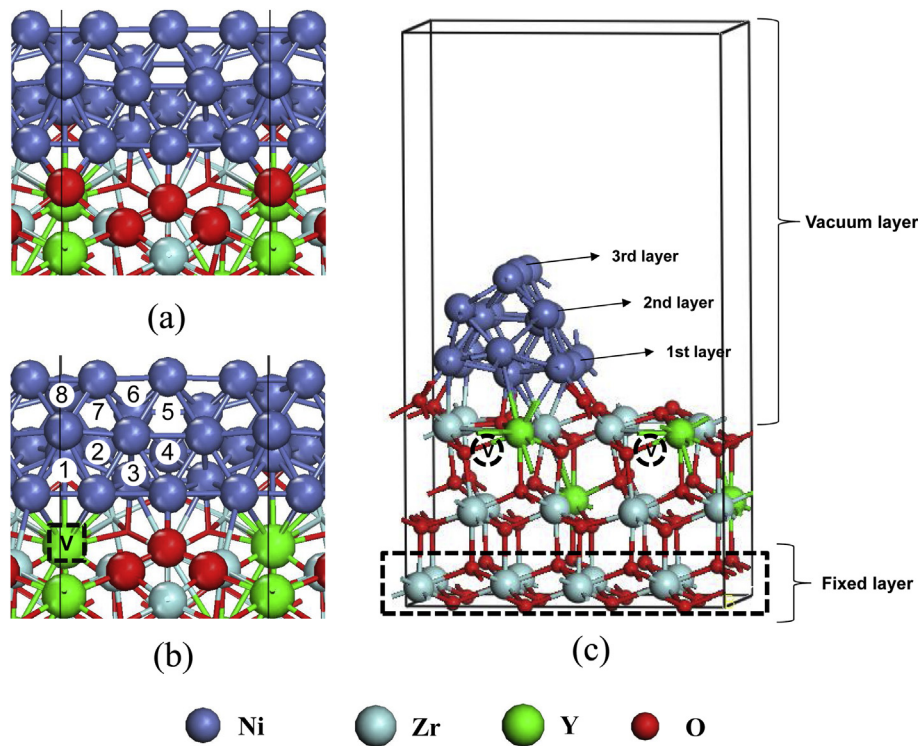 3rd layer
2nd layer
1st layer
Vacuum layer
V
V
Fixed layer
(a)
8
7
6
5
1
2
3
4
V
(b)
(c)
Ni
Zr
Y
O